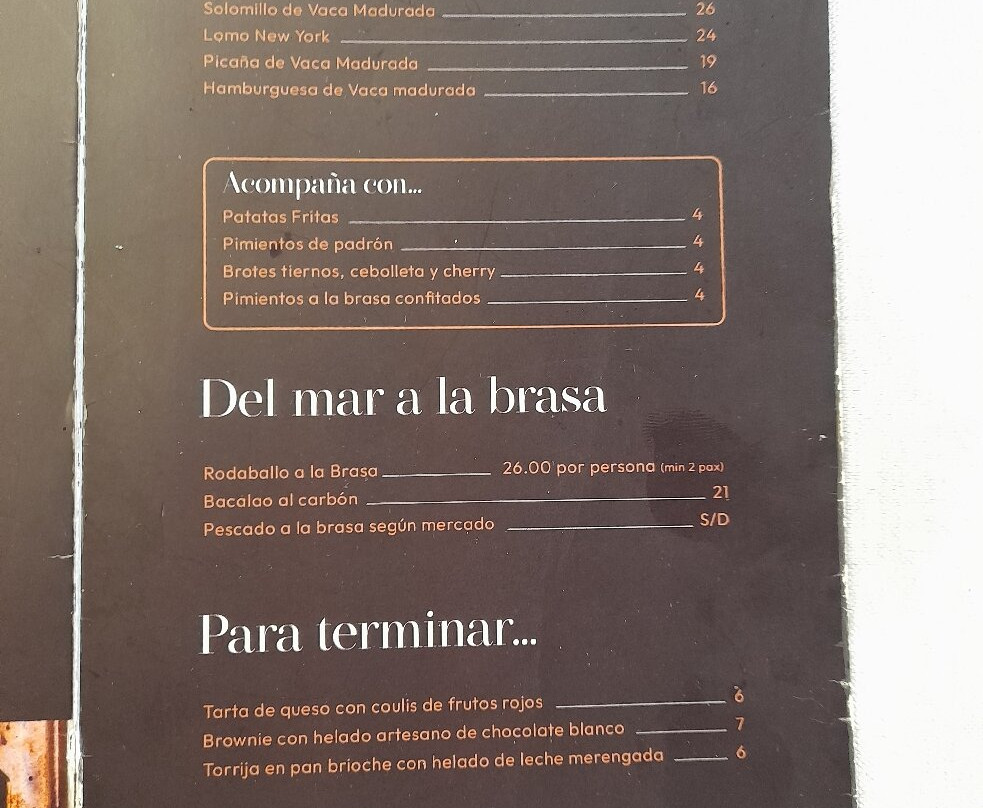 Solomillo de Vaca Madurada 26
Lomo New York 24
Picaña de Vaca Madurada 19
Hamburguesa de Vaca madurada 16
Acompaña con...
Patatas Fritas 4
Pimientos de padrón 4
Brotes tiernos, cebolleta y cherry 4
Pimientos a la brasa confitados 4
Del mar a la brasa
Rodaballo a la Brasa 26.00 por persona (min 2 pax)
Bacalao al carbón 21
Pescado a la brasa según mercado S/D
Para terminar...
Tarta de queso con coulis de frutos rojos 6
Brownie con helado artesano de chocolate blanco 7
Torrija en pan brioche con helado de leche merengada 6